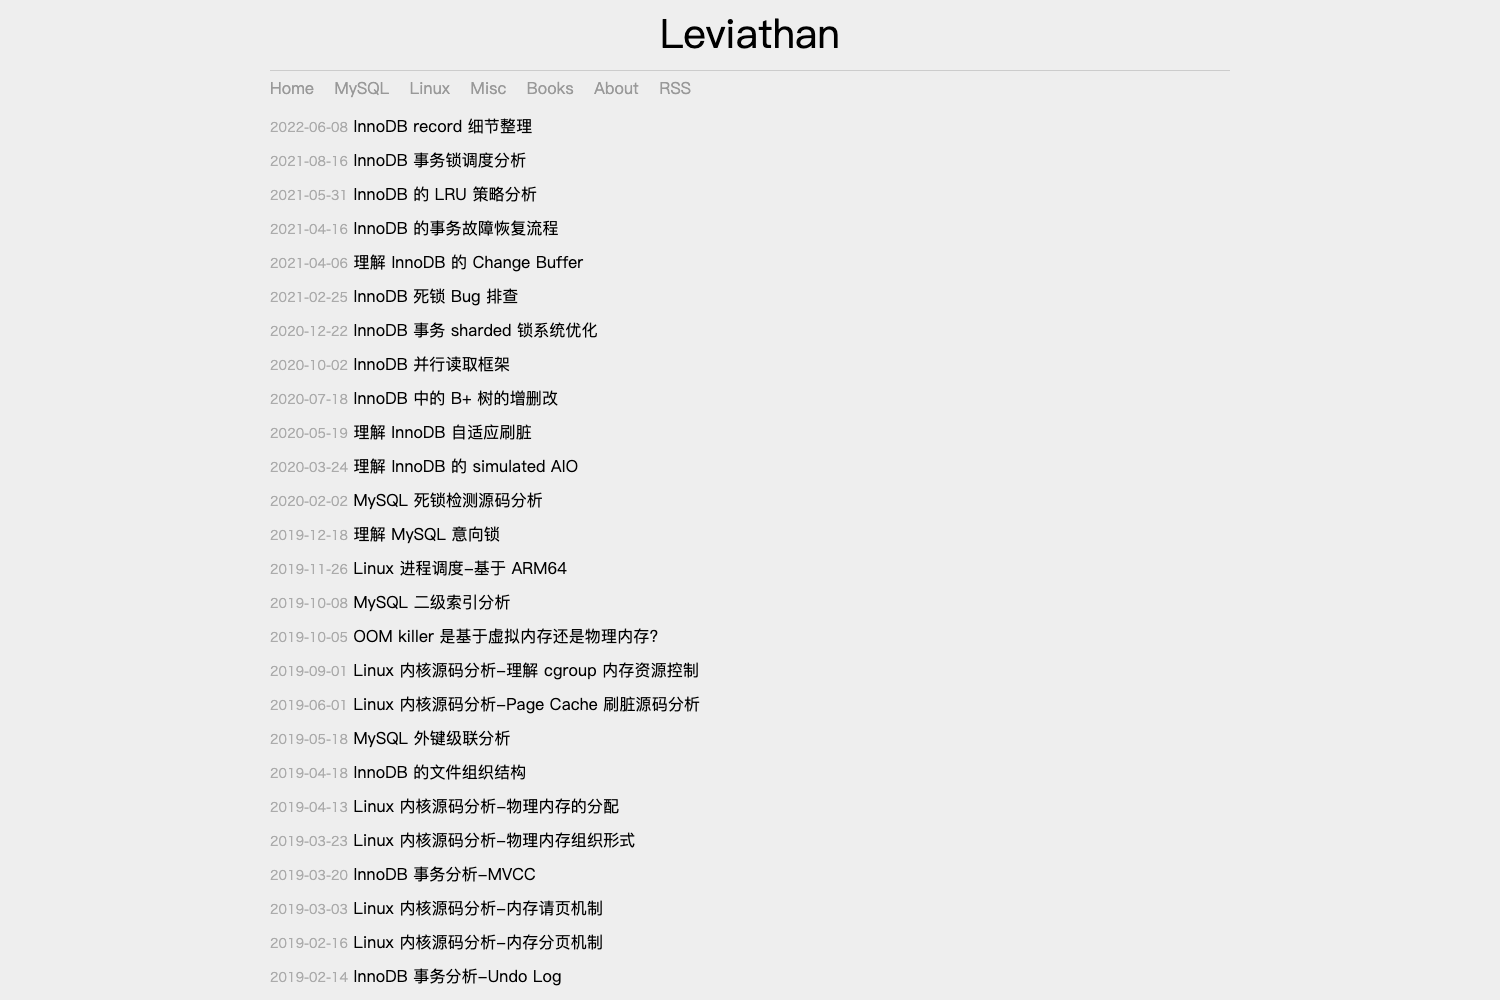 Leviathan
Home MySQL Linux Misc Books About RSS
2022-06-08 InnoDB record 细节整理
2021-08-16 InnoDB 事务锁调度分析
2021-05-31 InnoDB 的 LRU 策略分析
2021-04-16 InnoDB 的事务故障恢复流程
2021-04-06 理解 InnoDB 的 Change Buffer
2021-02-25 InnoDB 死锁 Bug 排查
2020-12-22 InnoDB 事务 sharded 锁系统优化
2020-10-02 InnoDB 并行读取框架
2020-07-18 InnoDB 中的 B+ 树的增删改
2020-05-19 理解 InnoDB 自适应刷脏
2020-03-24 理解 InnoDB 的 simulated AIO
2020-02-02 MySQL 死锁检测源码分析
2019-12-18 理解 MySQL 意向锁
2019-11-26 Linux 进程调度-基于 ARM64
2019-10-08 MySQL 二级索引分析
2019-10-05 OOM killer 是基于虚拟内存还是物理内存?
2019-09-01 Linux 内核源码分析-理解 cgroup 内存资源控制
2019-06-01 Linux 内核源码分析-Page Cache 刷脏源码分析
2019-05-18 MySQL 外键级联分析
2019-04-18 InnoDB 的文件组织结构
2019-04-13 Linux 内核源码分析-物理内存的分配
2019-03-23 Linux 内核源码分析-物理内存组织形式
2019-03-20 InnoDB 事务分析-MVCC
2019-03-03 Linux 内核源码分析-内存请页机制
2019-02-16 Linux 内核源码分析-内存分页机制
2019-02-14 InnoDB 事务分析-Undo Log